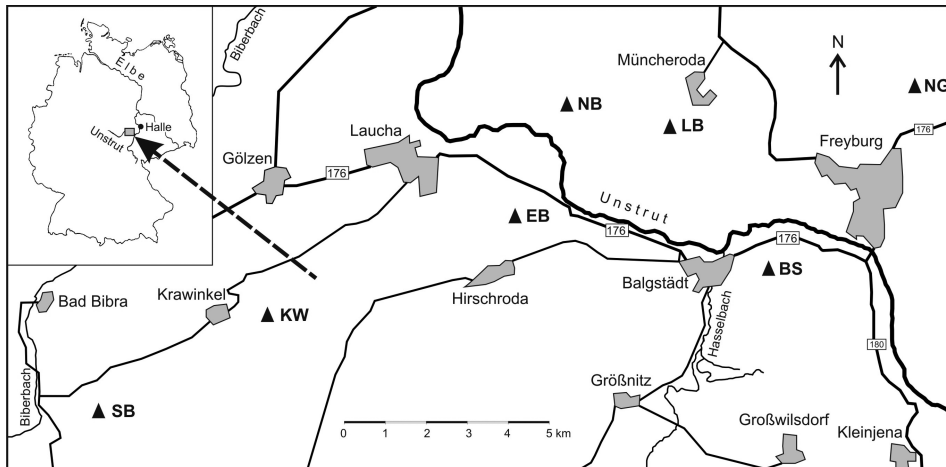 Elbe
Halle
Unstrut
Biberbach
Müncheroda
N
NB
LB
NG
176
Laucha
Gölzen
176
Freyburg
Unstrut
EB
176
176
BS
Balgstädt
Hirschroda
Bad Bibra
Krawinkel
KW
Hasselbach
180
Biberbach
SB
Größnitz
Großwilsdorf
Kleinjena
0 1 2 3 4 5 km